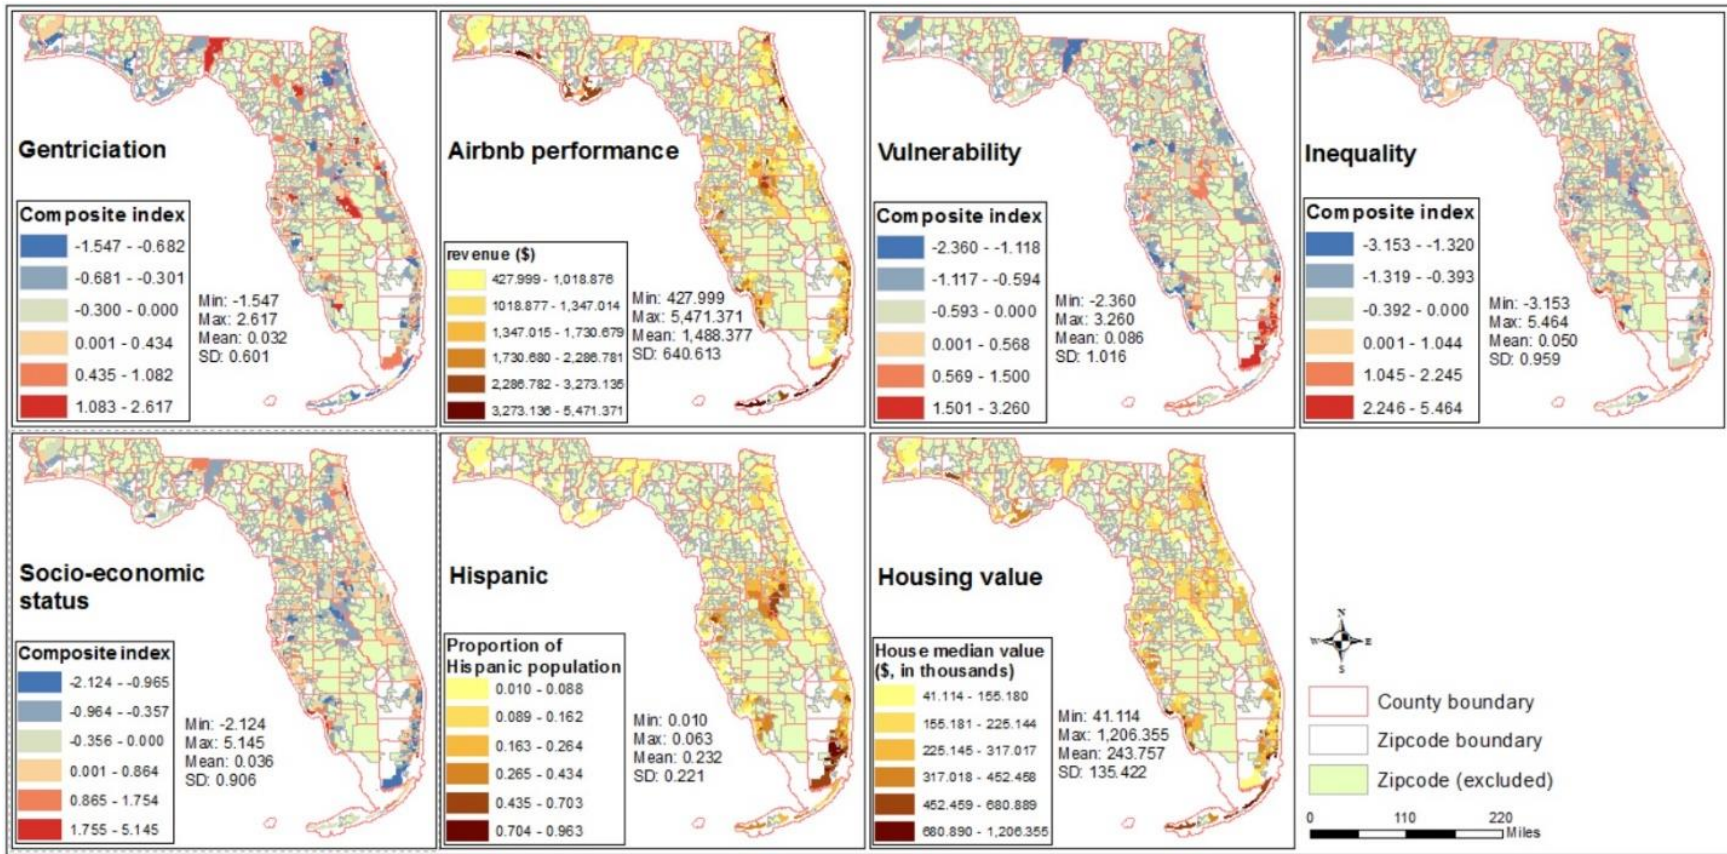 Gentriciation
Composite index
-1.547 - -0.682
-0.681 - -0.301
-0.300 - 0.000
0.001 - 0.434
0.435 - 1.082
1.083 - 2.617
Min: -1.547
Max: 2.617
Mean: 0.032
SD: 0.601
Airbnb performance
revenue ($)
427.999 - 1,018.876
1018.877 - 1,347.014
1,347.015 - 1,730.679
1,730.680 - 2,286.781
2,286.782 - 3,273.135
3,273.136 - 5,471.371
Min: 427.999
Max: 5,471.371
Mean: 1,488.377
SD: 640.613
Vulnerability
Composite index
-2.360 - -1.118
-1.117 - -0.594
-0.593 - 0.000
0.001 - 0.568
0.569 - 1.500
1.501 - 3.260
Min: -2.360
Max: 3.260
Mean: 0.086
SD: 1.016
Inequality
Composite index
-3.153 - -1.320
-1.319 - -0.393
-0.392 - 0.000
0.001 - 1.044
1.045 - 2.245
2.246 - 5.464
Min: -3.153
Max: 5.464
Mean: 0.050
SD: 0.959
Socio-economic
status
Composite index
-2.124 - -0.965
-0.964 - -0.357
-0.356 - 0.000
0.001 - 0.864
0.865 - 1.754
1.755 - 5.145
Min: -2.124
Max: 5.145
Mean: 0.036
SD: 0.906
Hispanic
Proportion of
Hispanic population
0.010 - 0.088
0.089 - 0.162
0.163 - 0.264
0.265 - 0.434
0.435 - 0.703
0.704 - 0.963
Min: 0.010
Max: 0.063
Mean: 0.232
SD: 0.221
Housing value
House median value
($, in thousands)
41.114 - 155.180
155.181 - 225.144
225.145 - 317.017
317.018 - 452.458
452.459 - 680.889
680.890 - 1,206.355
Min: 41.114
Max: 1,206.355
Mean: 243.757
SD: 135.422
N
W E
S
County boundary
Zipcode boundary
Zipcode (excluded)
0 110 220
Miles